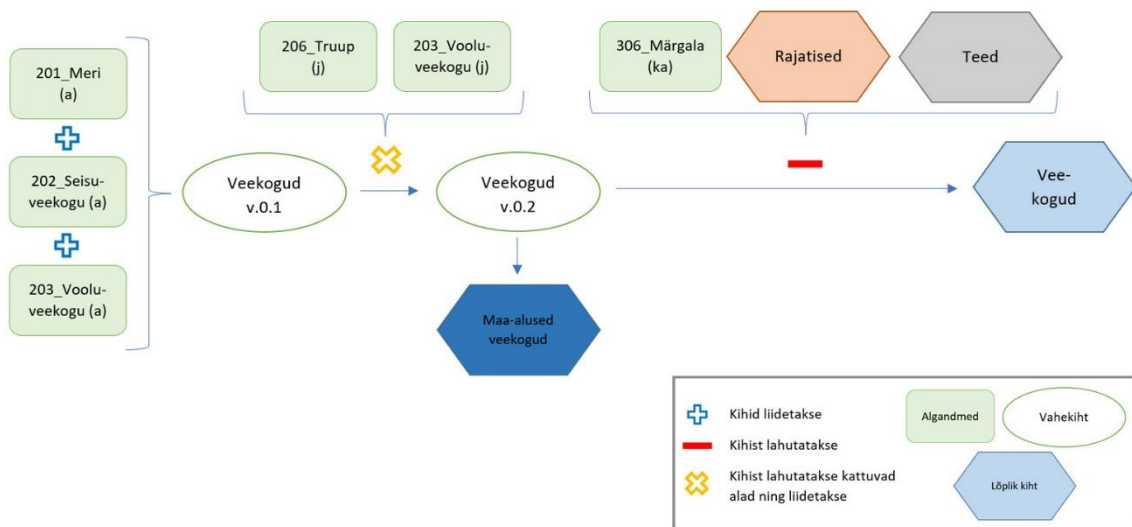 201_Meri
(a)
202_Seisu-
veekogu (a)
203_Voolu-
veekogu (a)
206_Truup
(j)
203_Voolu-
veekogu (j)
306_Märgala
(ka)
Rajatised
Teed
Veekogud
v.0.1
Veekogud
v.0.2
Vee-
kogud
Maa-alused
veekogud
Kihid liidetakse
Kihist lahutatakse
Kihist lahutatakse kattuvad
alad ning liidetakse
Algandmed
Vahekiht
Lõplik kiht